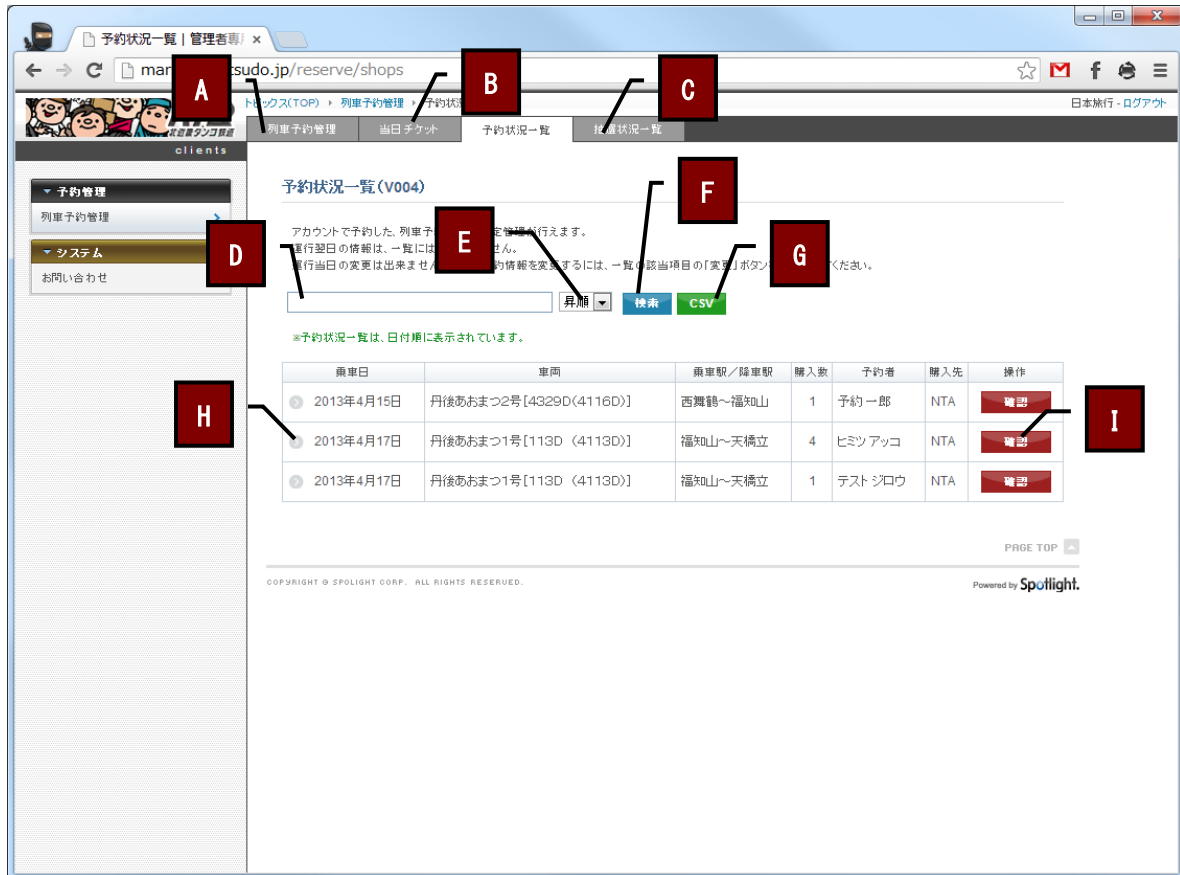 予約状況一覧 | 管理者専
do.jp/reserve/shops
A
B
C
トピックス(TOP) › 列車予約管理 › 予約状況
日本旅行 - ログアウト
北近畿タンゴ鉄道
clients
列車予約管理
当日チケット
予約状況一覧
抽選状況一覧
予約管理
列車予約管理
システム
お問い合わせ
予約状況一覧(V004)
F
アカウントで予約した、列車予
定管理が行えます。
運行翌日の情報は、一覧には
せん。
運行当日の変更は出来ません
約情報を変更するには、一覧の該当項目の「変更」ボタン
ください。
D
E
G
昇順
検索
CSV
※予約状況一覧は、日付順に表示されています。
乗車日 車両 乗車駅／降車駅 購入数 予約者 購入先 操作
2013年4月15日 丹後あおまつ2号[4329D(4116D)] 西舞鶴～福知山 1 予約 一郎 NTA 確認
2013年4月17日 丹後あおまつ1号[113D (4113D)] 福知山～天橋立 4 ヒミツ アッコ NTA 確認
2013年4月17日 丹後あおまつ1号[113D (4113D)] 福知山～天橋立 1 テスト ジロウ NTA 確認
H
I
PAGE TOP
COPYRIGHT © SPOLIGHT CORP. ALL RIGHTS RESERVED.
Powered by Spotlight.